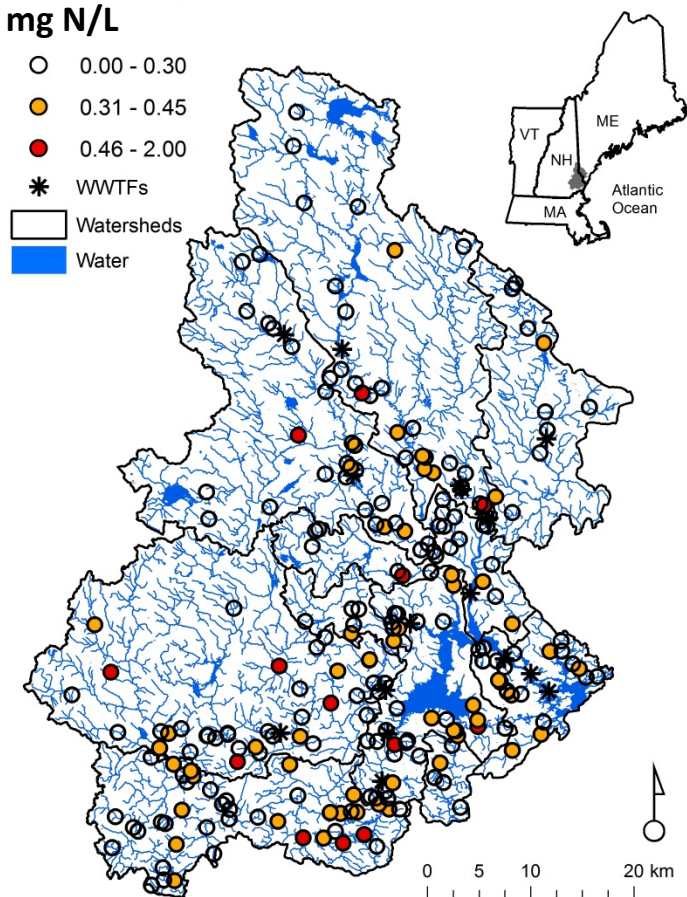 mg N/L
0.00 - 0.30
0.31 - 0.45
0.46 - 2.00
WWTFs
Watersheds
Water
VT
ME
NH
MA
Atlantic
Ocean
0 5 10 20 km